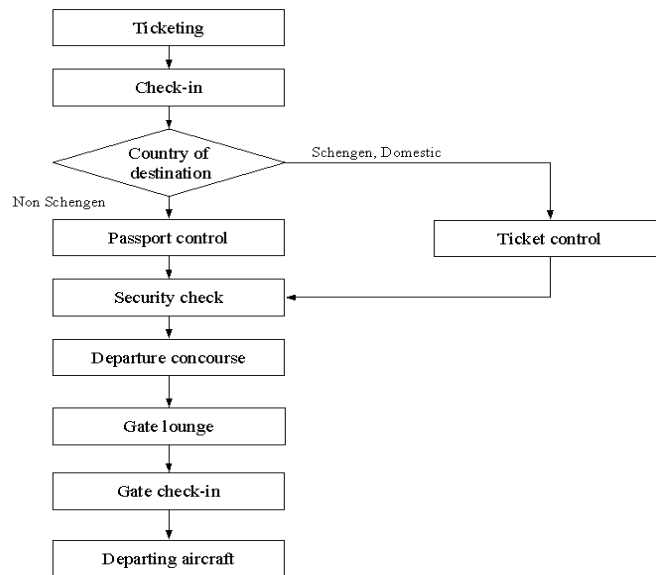 Ticketing
Check-in
Country of
destination
Schengen, Domestic
Non Schengen
Passport control
Ticket control
Security check
Departure concourse
Gate lounge
Gate check-in
Departing aircraft